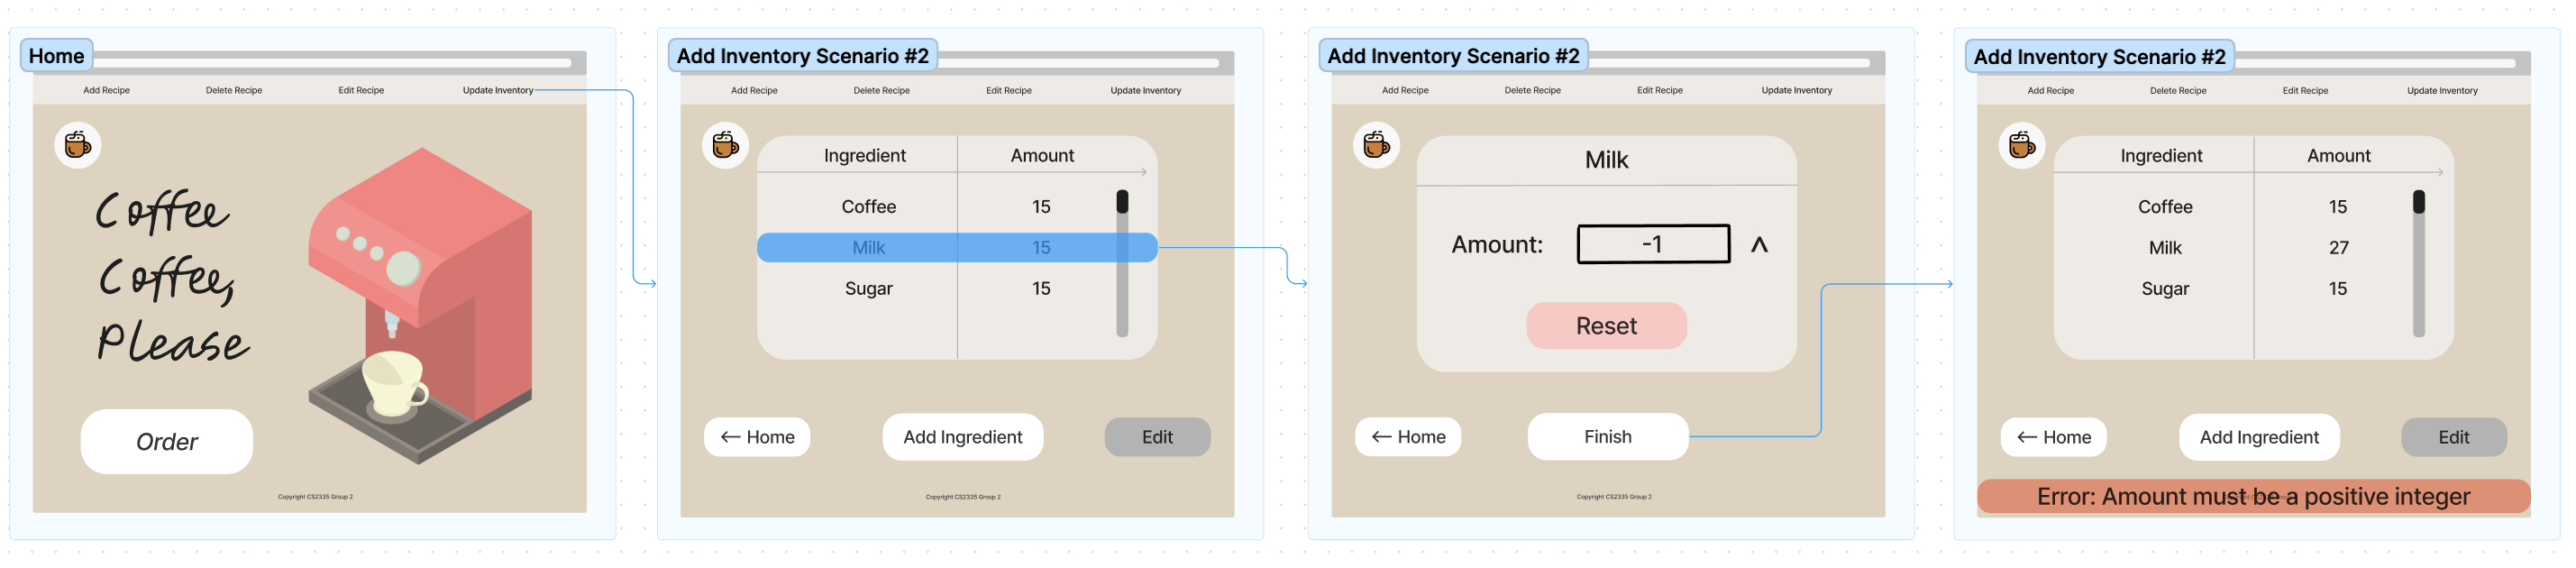 Home
Add Recipe Delete Recipe Edit Recipe Update Inventory
Coffee
Coffee,
Please
Order
Copyright CS2335 Group 2
Add Inventory Scenario #2
Add Recipe Delete Recipe Edit Recipe Update Inventory
Ingredient Amount
Coffee 15
Milk 15
Sugar 15
← Home Add Ingredient Edit
Copyright CS2335 Group 2
Add Inventory Scenario #2
Add Recipe Delete Recipe Edit Recipe Update Inventory
Milk
Amount: -1 ∧
Reset
← Home Finish
Copyright CS2335 Group 2
Add Inventory Scenario #2
Add Recipe Delete Recipe Edit Recipe Update Inventory
Ingredient Amount
Coffee 15
Milk 27
Sugar 15
← Home Add Ingredient Edit
Error: Amount must be a positive integer